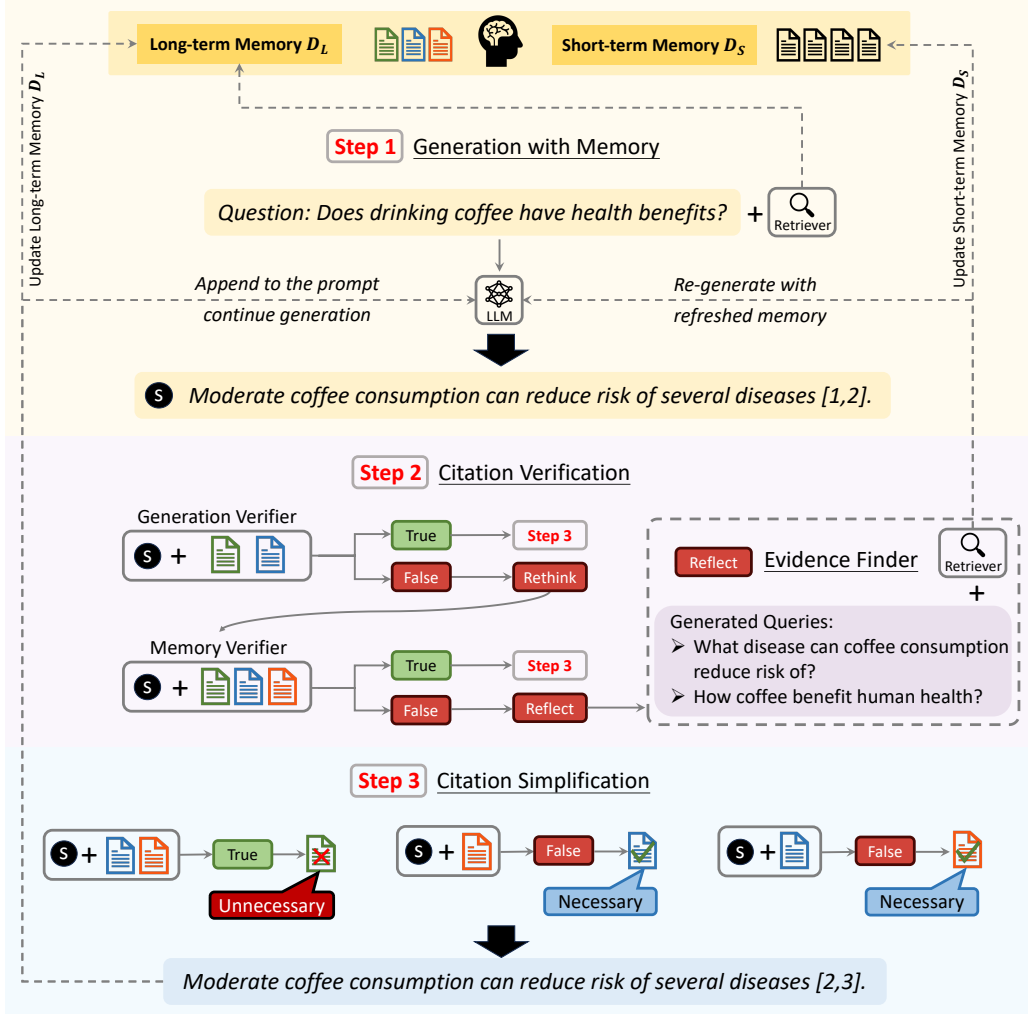 Long-term Memory D_L
Short-term Memory D_S
Update Long-term Memory D_L
Update Short-term Memory D_S
Step 1 Generation with Memory
Question: Does drinking coffee have health benefits?
+
Retriever
Append to the prompt
continue generation
LLM
Re-generate with
refreshed memory
S Moderate coffee consumption can reduce risk of several diseases [1,2].
Step 2 Citation Verification
Generation Verifier
S +
True
Step 3
False
Rethink
Memory Verifier
S +
True
Step 3
False
Reflect
Reflect Evidence Finder
Retriever
+
Generated Queries:
➢ What disease can coffee consumption
reduce risk of?
➢ How coffee benefit human health?
Step 3 Citation Simplification
S +
True
Unnecessary
S +
False
Necessary
S +
False
Necessary
Moderate coffee consumption can reduce risk of several diseases [2,3].